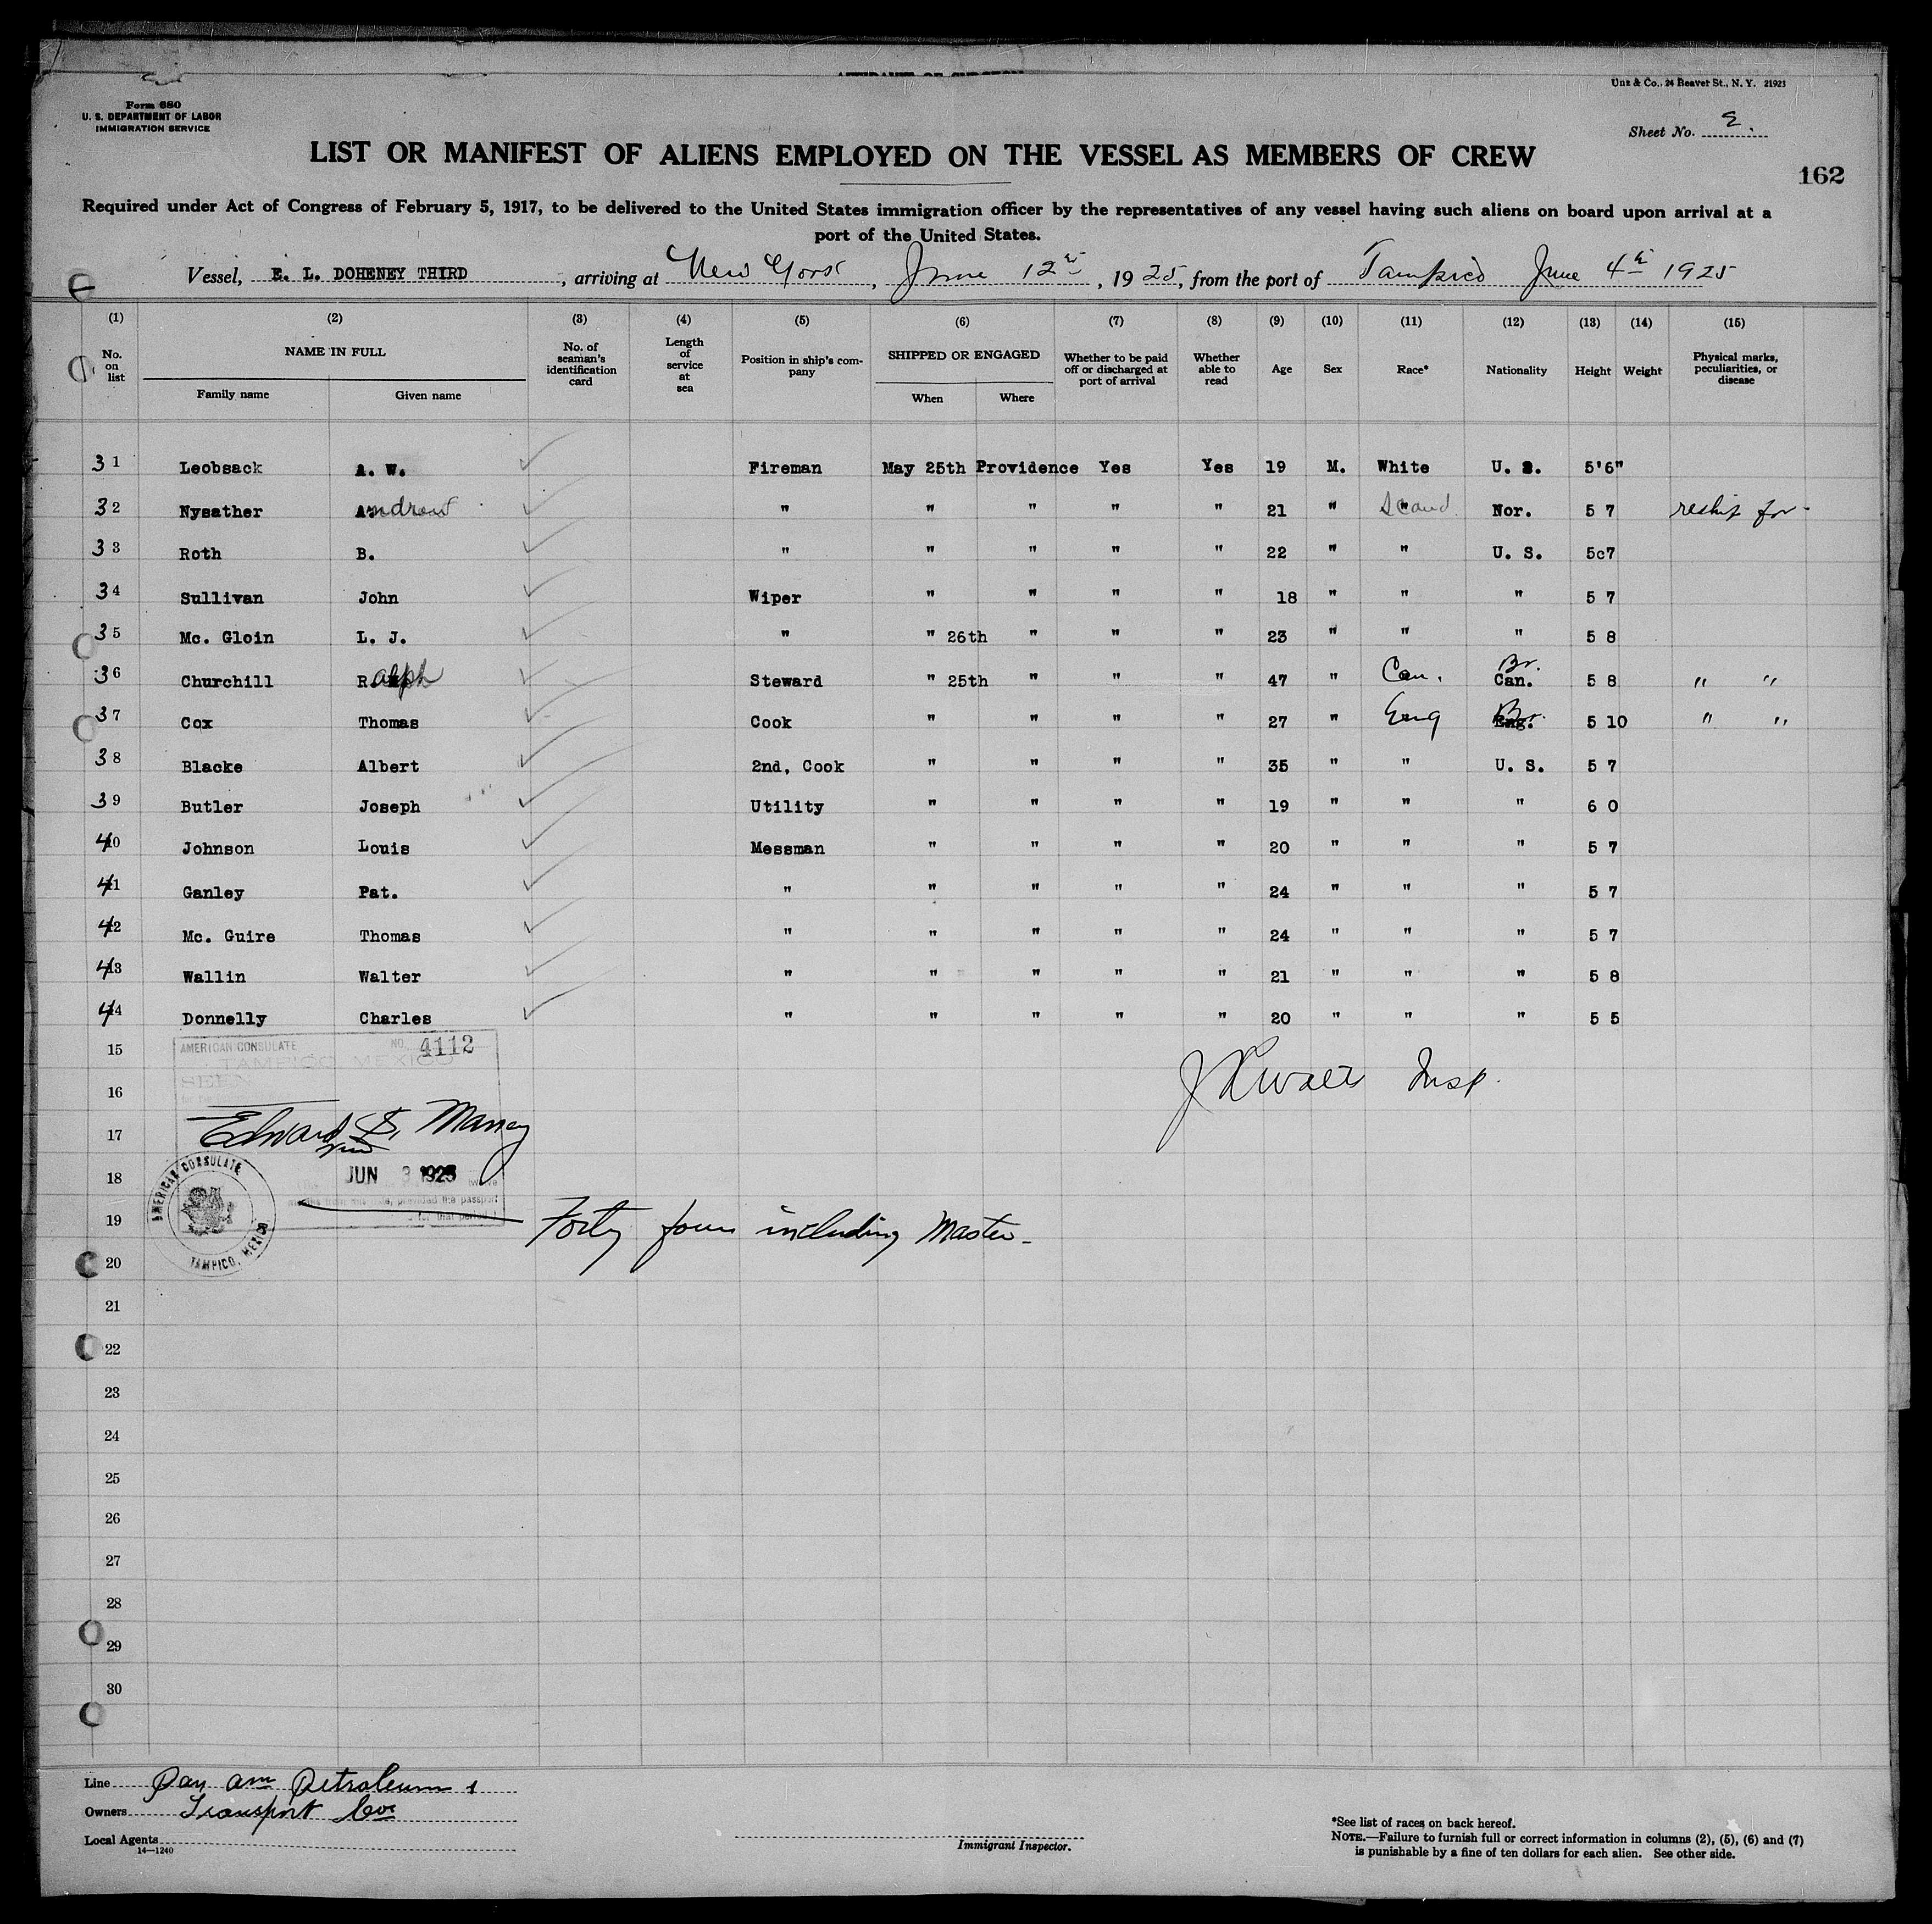 Form 680
U. S. DEPARTMENT OF LABOR
IMMIGRATION SERVICE
Unz & Co., 24 Beaver St., N. Y. 21923
Sheet No. 2.
LIST OR MANIFEST OF ALIENS EMPLOYED ON THE VESSEL AS MEMBERS OF CREW
162
Required under Act of Congress of February 5, 1917, to be delivered to the United States immigration officer by the representatives of any vessel having such aliens on board upon arrival at a
port of the United States.
Vessel, E. L. DOHENEY THIRD, arriving at New York, June 12th, 1925, from the port of Tampico June 4th 1925
(1) (2) (3) (4) (5) (6) (7) (8) (9) (10) (11) (12) (13) (14) (15)
No. on list NAME IN FULL Family name Given name No. of seaman's identification card Length of service at sea Position in ship's company SHIPPED OR ENGAGED When Where Whether to be paid off or discharged at port of arrival Whether able to read Age Sex Race* Nationality Height Weight Physical marks, peculiarities, or disease
31 Leobsack A. W. Fireman May 25th Providence Yes Yes 19 M. White U. S. 5'6"
32 Nysather Andrew " " " " " 21 " Scand. Nor. 5 7 reship for
33 Roth B. " " " " " 22 " " U. S. 5c7
34 Sullivan John Wiper " " " " 18 " " " 5 7
35 Mc. Gloin L. J. " " 26th " " " 23 " " " 5 8
36 Churchill Ralph Steward " 25th " " " 47 " Can. Br. Can. 5 8 " "
37 Cox Thomas Cook " " " " 27 " Eng Br. Eng. 5 10 " "
38 Blacke Albert 2nd, Cook " " " " 35 " " U. S. 5 7
39 Butler Joseph Utility " " " " 19 " " " 6 0
40 Johnson Louis Messman " " " " 20 " " " 5 7
41 Ganley Pat. " " " " " 24 " " " 5 7
42 Mc. Guire Thomas " " " " " 24 " " " 5 7
43 Wallin Walter " " " " " 21 " " " 5 8
44 Donnelly Charles " " " " " 20 " " " 5 5
15
AMERICAN CONSULATE NO. 4112
TAMPICO MEXICO
SEEN
16
Insp.
17
Edward S.
18
JUN 3 1925
provided the passport
for that period
AMERICAN CONSULATE
TAMPICO, MEXICO
19
Forty four including Master
20
21
22
23
24
25
26
27
28
29
30
Line Pan Am Petroleum &
Owners Transport Co
Local Agents
14—1240
Immigrant Inspector.
*See list of races on back hereof.
NOTE.—Failure to furnish full or correct information in columns (2), (5), (6) and (7)
is punishable by a fine of ten dollars for each alien. See other side.